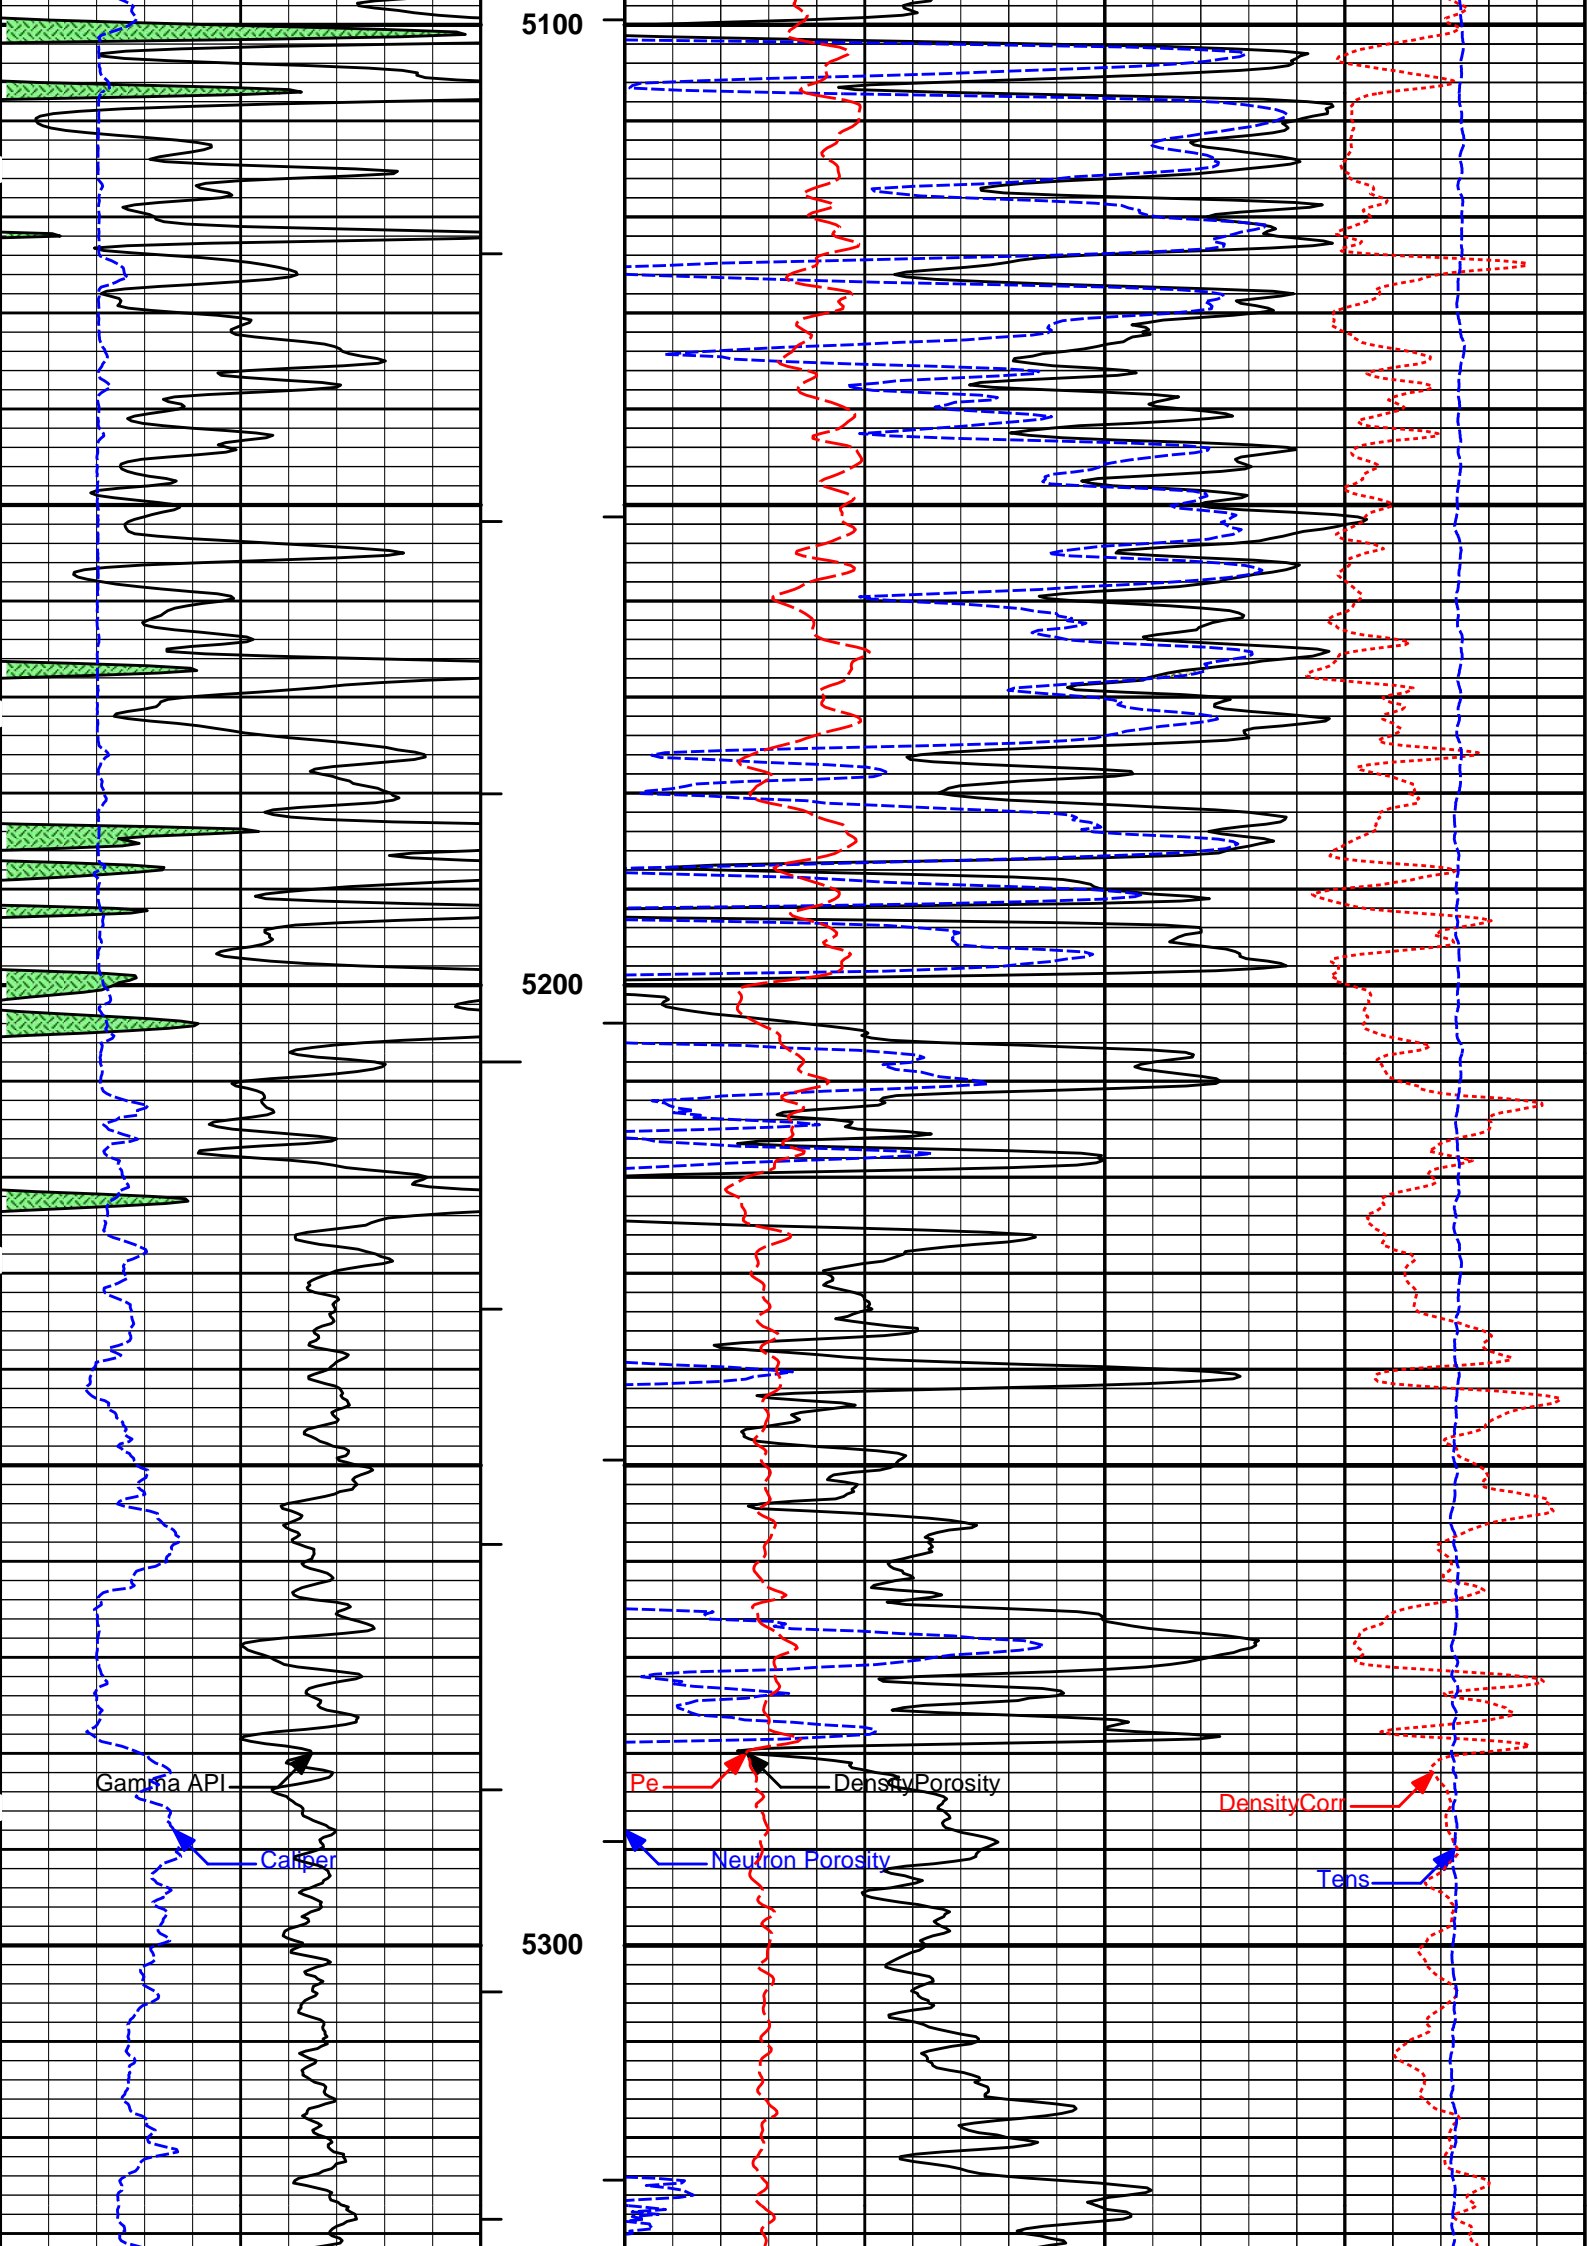 5100
5200
Gamma API
Pe
DensityPorosity
DensityCorr
Caliper
Neutron Porosity
Tens
5300